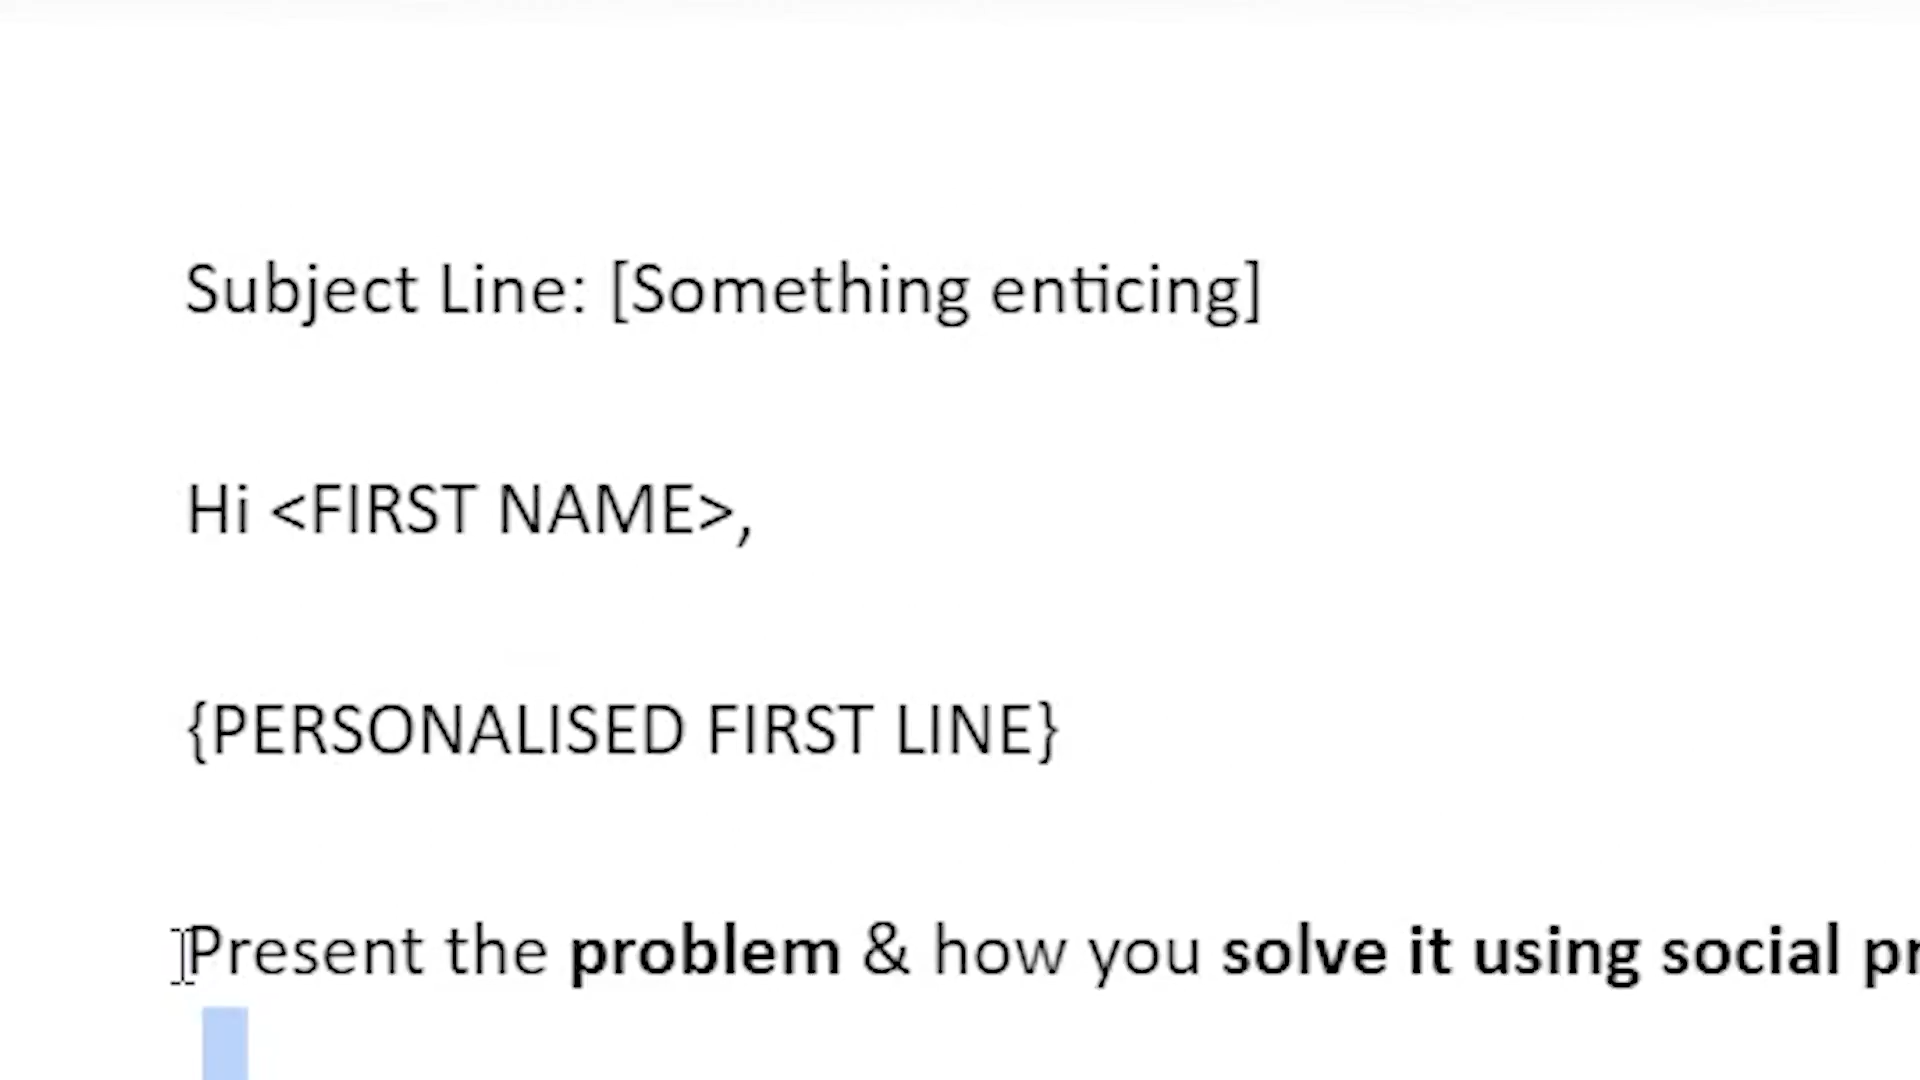 Subject Line: [Something enticing]
Hi <FIRST NAME>,
{PERSONALISED FIRST LINE}
Present the problem & how you solve it using social